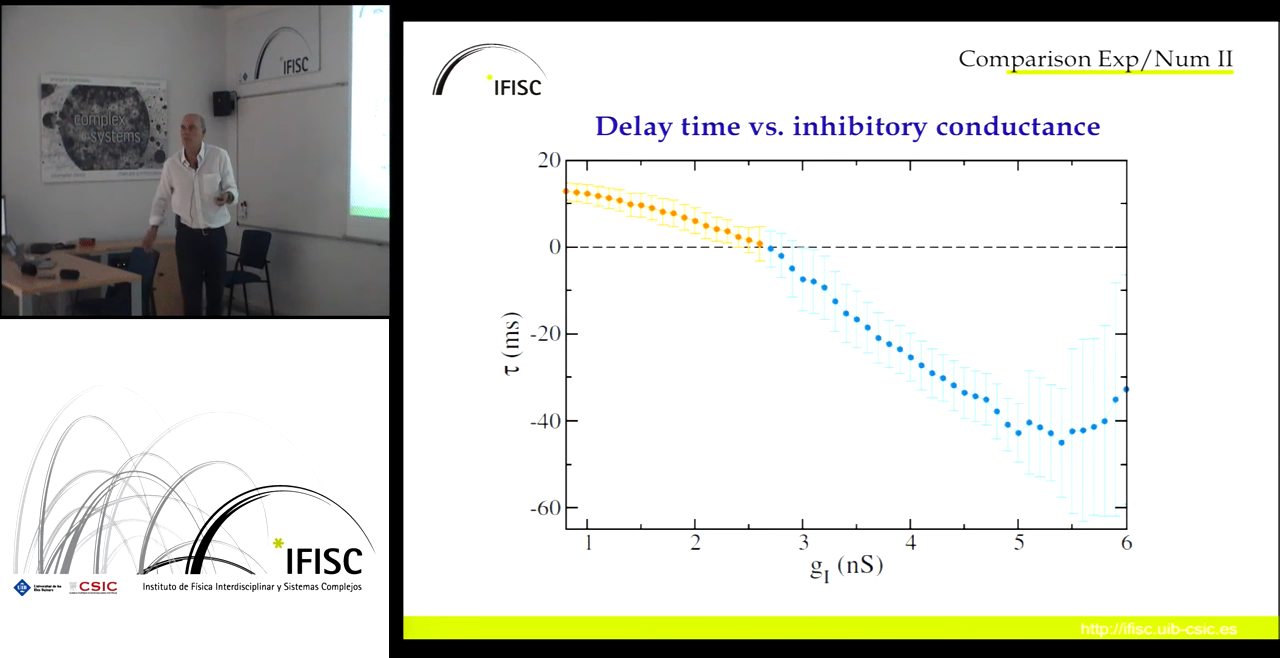 IFISC
complex
systems
IFISC
Comparison Exp/Num II
Delay time vs. inhibitory conductance
20
0
-20
-40
-60
τ (ms)
1 2 3 4 5 6
gI (nS)
*IFISC
UIB
CSIC
Instituto de Física Interdisciplinar y Sistemas Complejos
http://ifisc.uib-csic.es